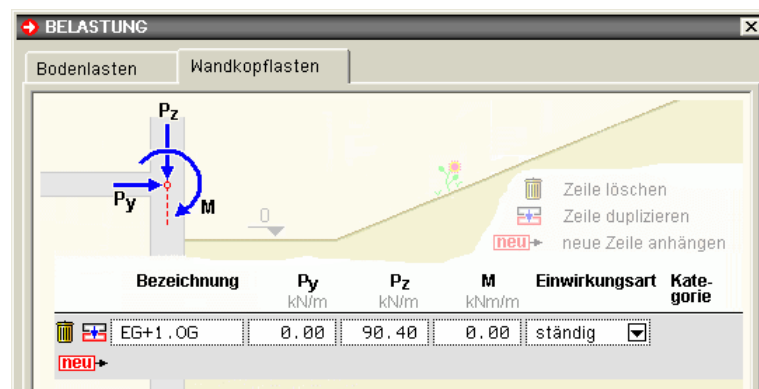 BELASTUNG
Bodenlasten Wandkopflasten
Pz
Py
M
0
Zeile löschen
Zeile duplizieren
neu neue Zeile anhängen
Bezeichnung Py Pz M Einwirkungsart Kate-
kN/m kN/m kNm/m gorie
EG+1.OG 0.00 90.40 0.00 ständig
neu